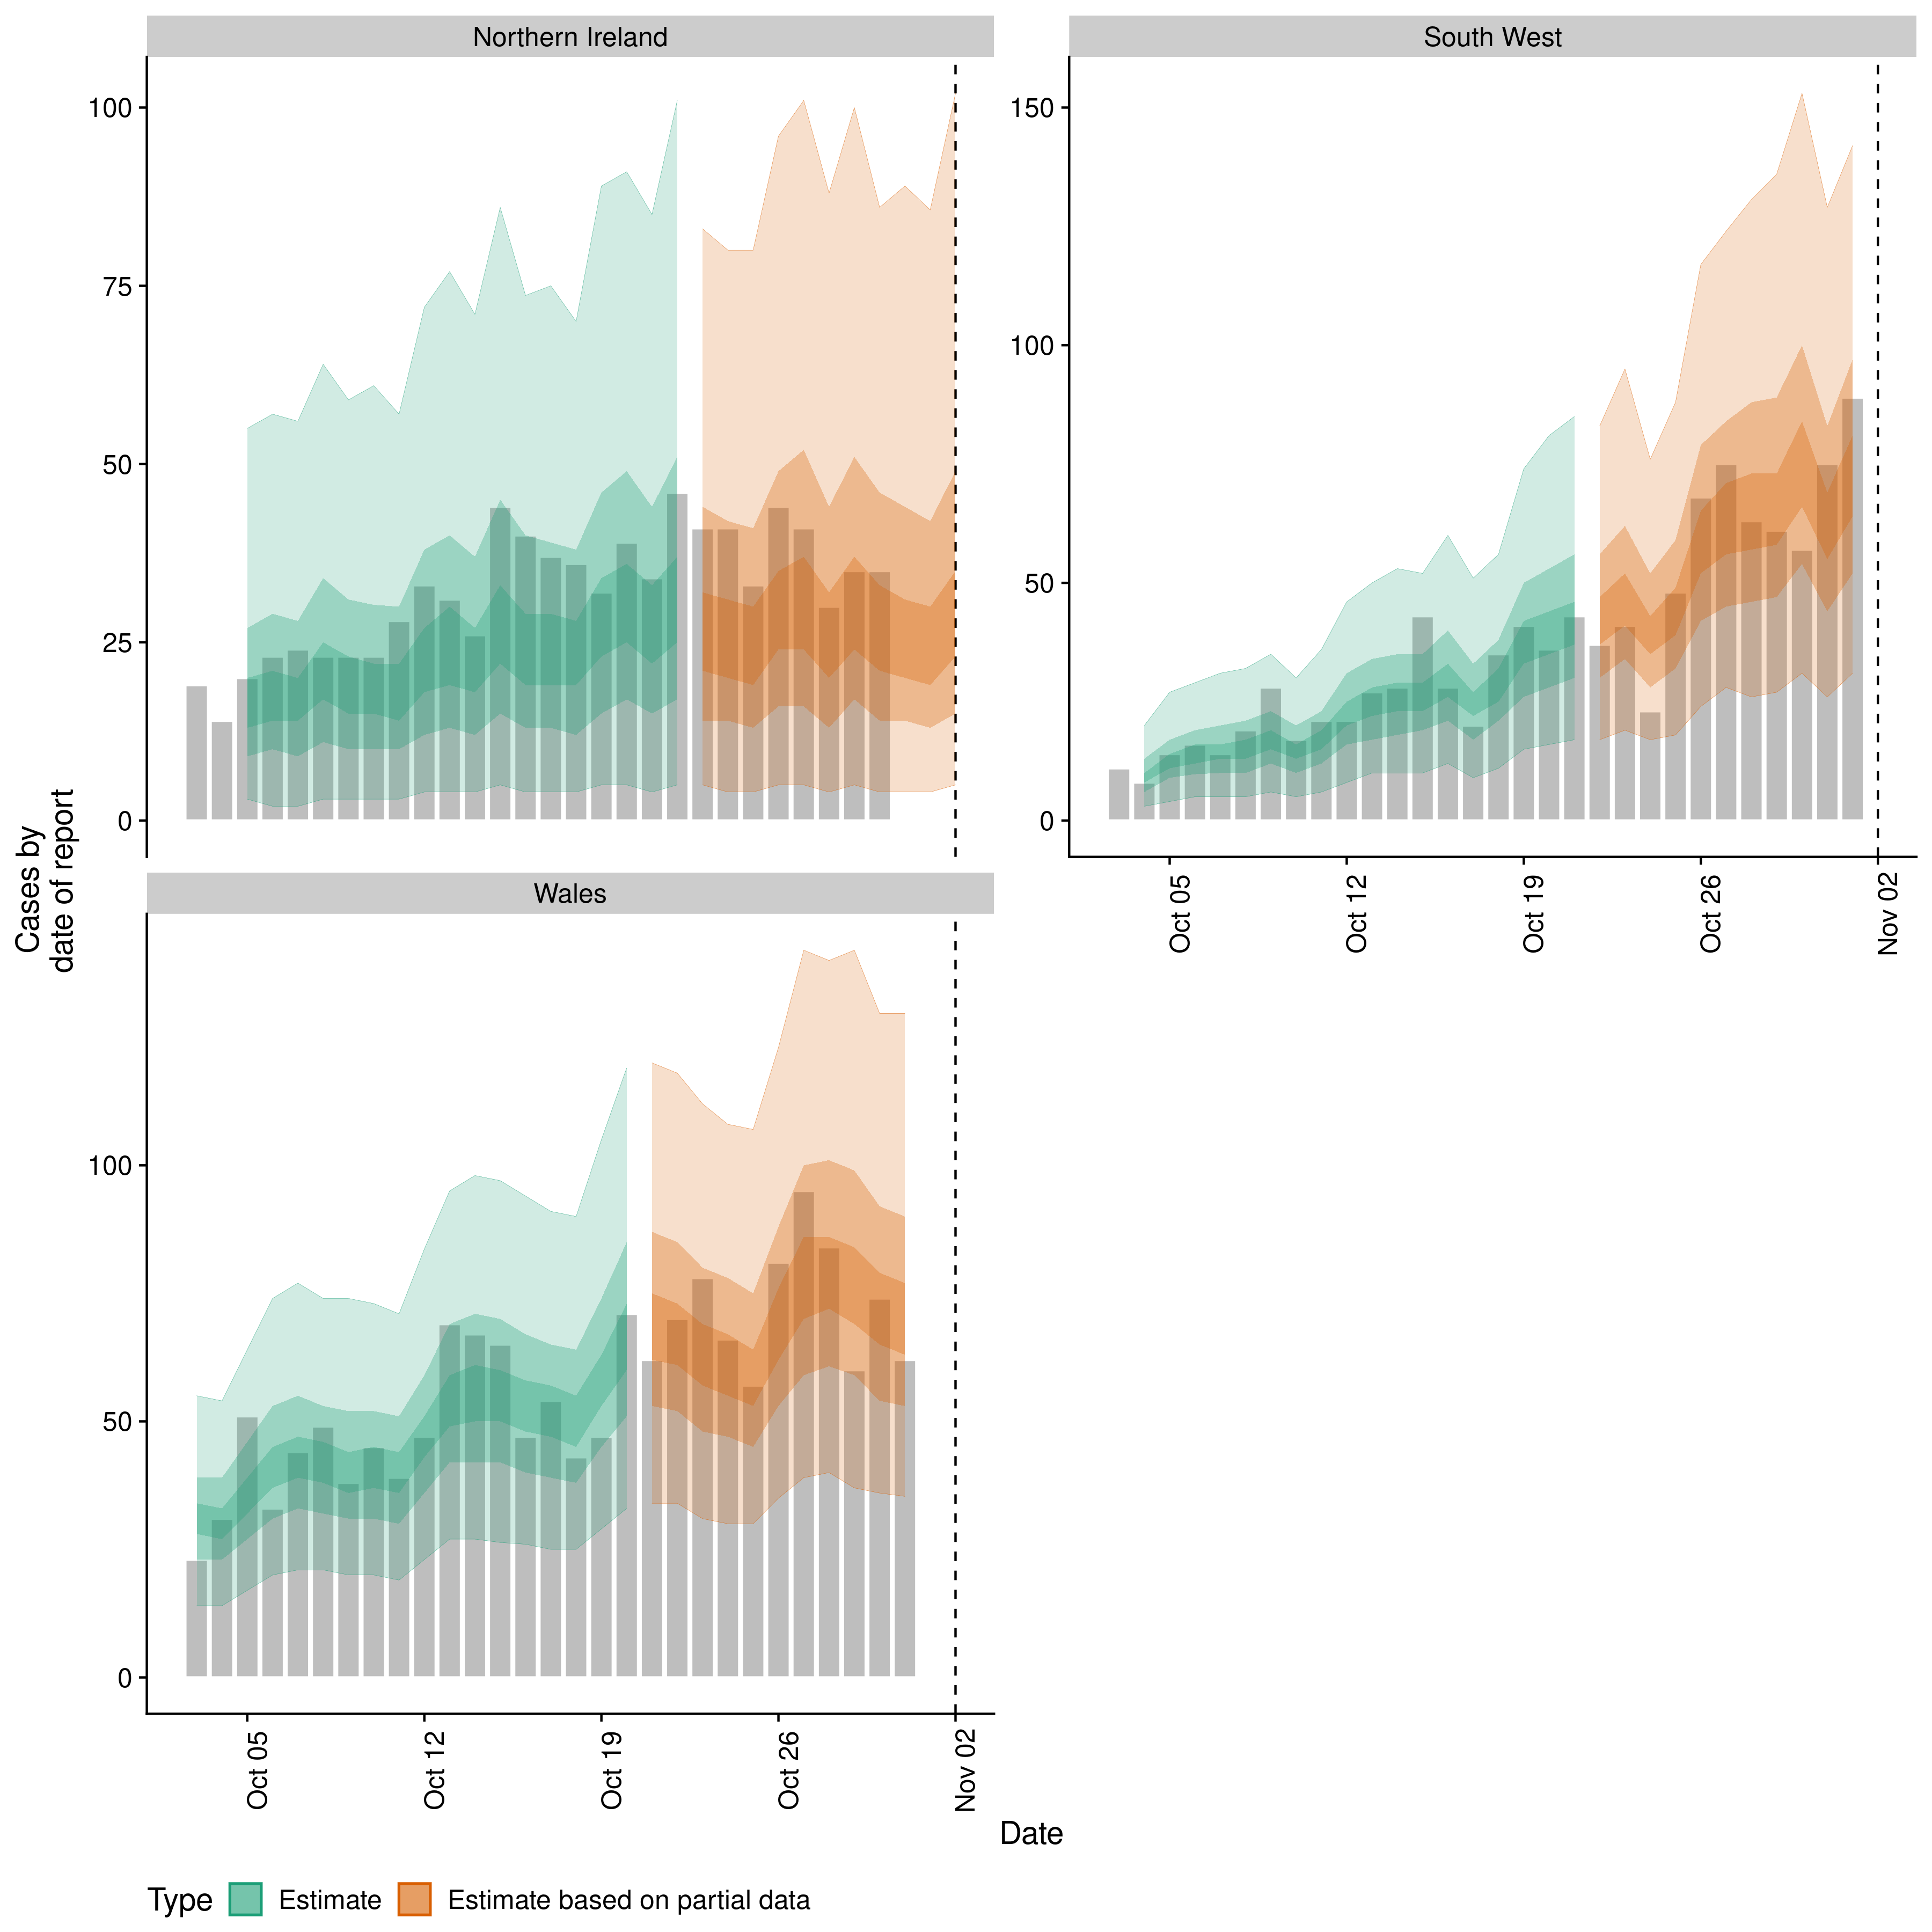 Northern Ireland
South West
100
75
50
25
0
150
100
50
0
Oct 05
Oct 12
Oct 19
Oct 26
Nov 02
Cases by
date of report
Wales
100
50
0
Oct 05
Oct 12
Oct 19
Oct 26
Nov 02
Date
Type Estimate Estimate based on partial data